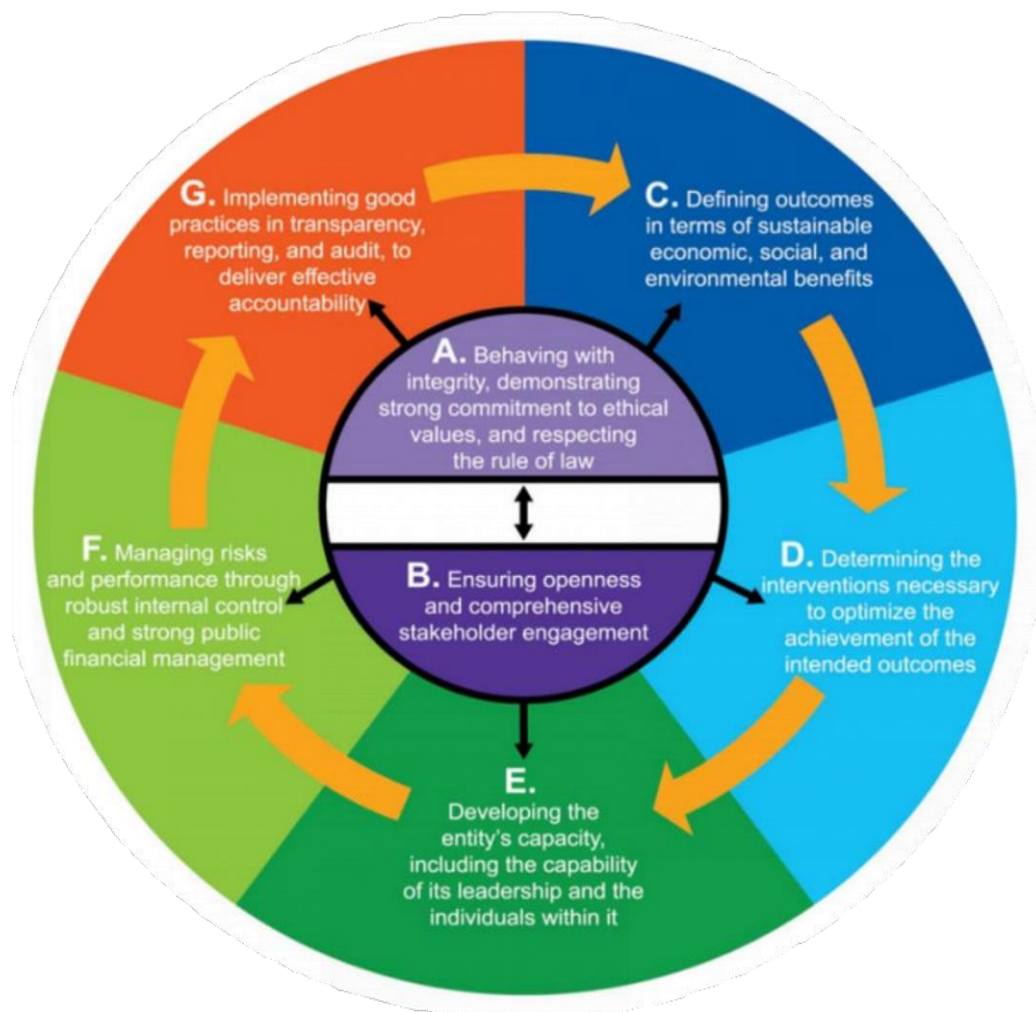 A. Behaving with
integrity, demonstrating
strong commitment to ethical
values, and respecting
the rule of law
B. Ensuring openness
and comprehensive
stakeholder engagement
C. Defining outcomes
in terms of sustainable
economic, social, and
environmental benefits
D. Determining the
interventions necessary
to optimize the
achievement of the
intended outcomes
E.
Developing the
entity's capacity,
including the capability
of its leadership and the
individuals within it
F. Managing risks
and performance through
robust internal control
and strong public
financial management
G. Implementing good
practices in transparency,
reporting, and audit, to
deliver effective
accountability